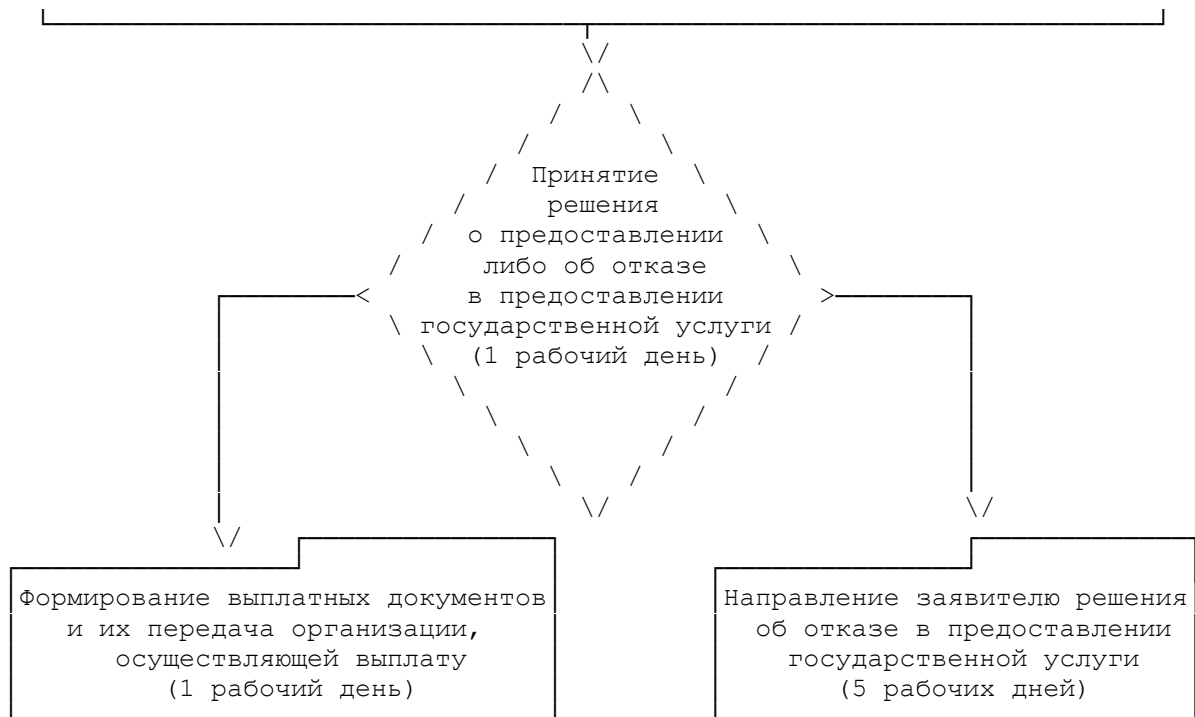 Принятие
решения
о предоставлении
либо об отказе
в предоставлении
государственной услуги
(1 рабочий день)
Формирование выплатных документов
и их передача организации,
осуществляющей выплату
(1 рабочий день)
Направление заявителю решения
об отказе в предоставлении
государственной услуги
(5 рабочих дней)